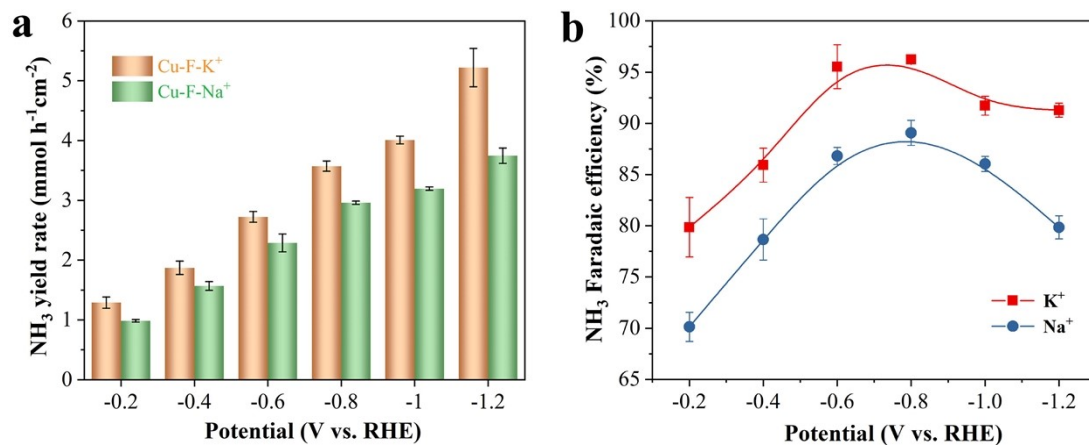 a
NH₃ yield rate (mmol h⁻¹cm⁻²)
6
5
4
3
2
1
0
Cu-F-K⁺
Cu-F-Na⁺
-0.2 -0.4 -0.6 -0.8 -1 -1.2
Potential (V vs. RHE)
b
NH₃ Faradaic efficiency (%)
100
95
90
85
80
75
70
65
K⁺
Na⁺
-0.2 -0.4 -0.6 -0.8 -1.0 -1.2
Potential (V vs. RHE)